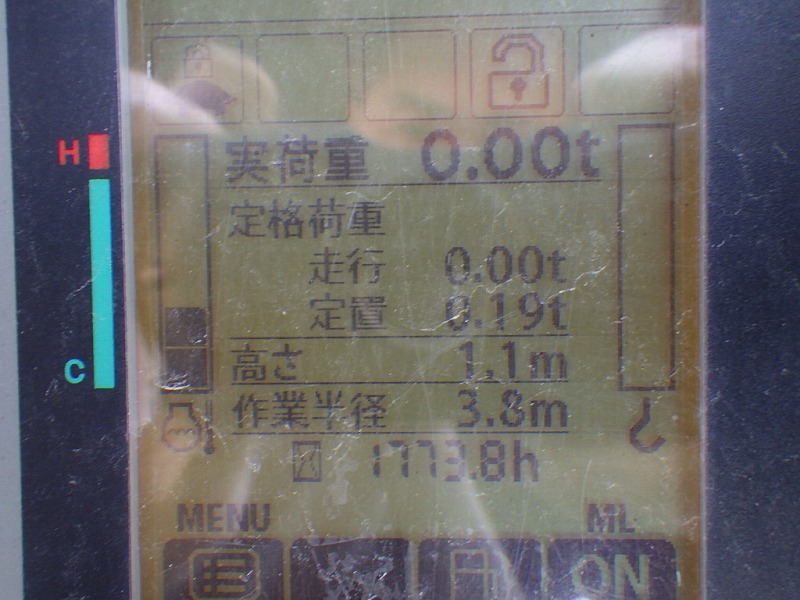 H
実荷重 0.00t
定格荷重
走行 0.00t
定置 0.19t
C
高さ 1.1m
作業半径 3.8m
1773.8h
MENU ML
ON